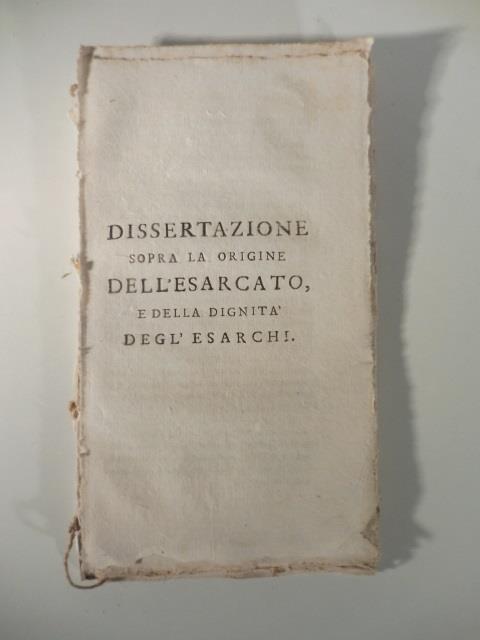 DISSERTAZIONE
SOPRA LA ORIGINE
DELL'ESARCATO,
E DELLA DIGNITA'
DEGL' ESARCHI.